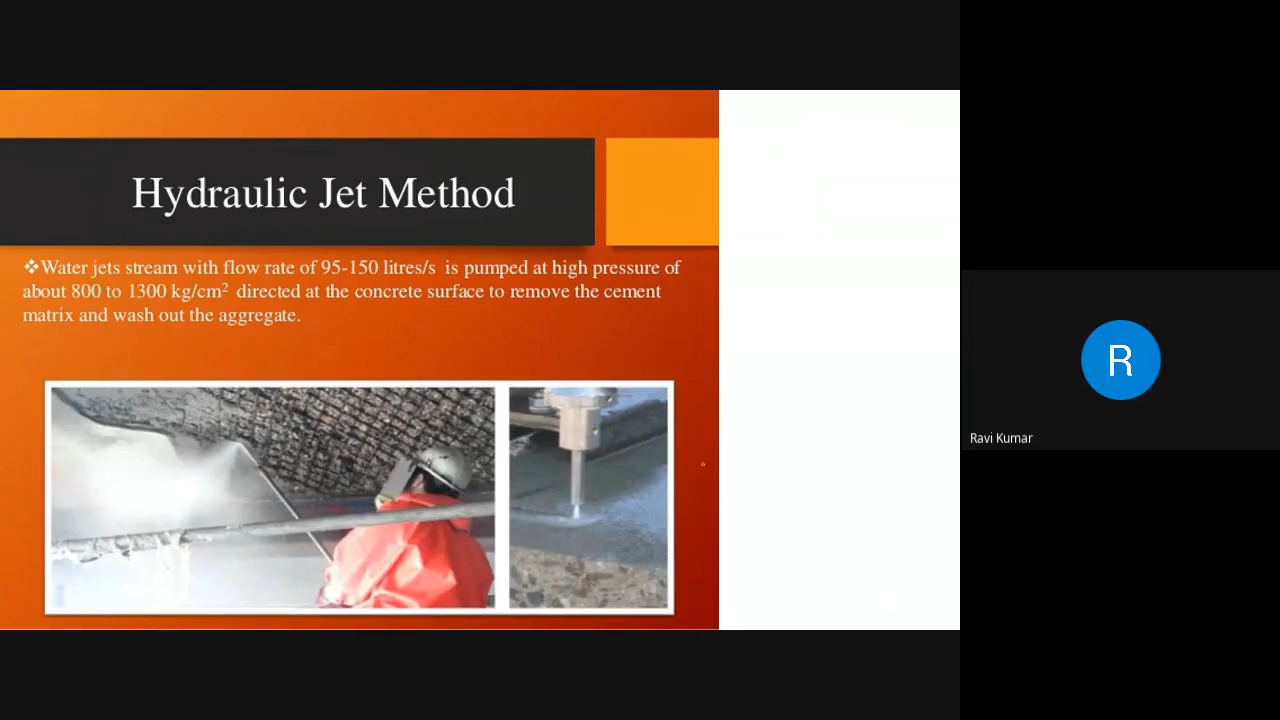 Hydraulic Jet Method
❖Water jets stream with flow rate of 95-150 litres/s is pumped at high pressure of
about 800 to 1300 kg/cm² directed at the concrete surface to remove the cement
matrix and wash out the aggregate.
R
Ravi Kumar